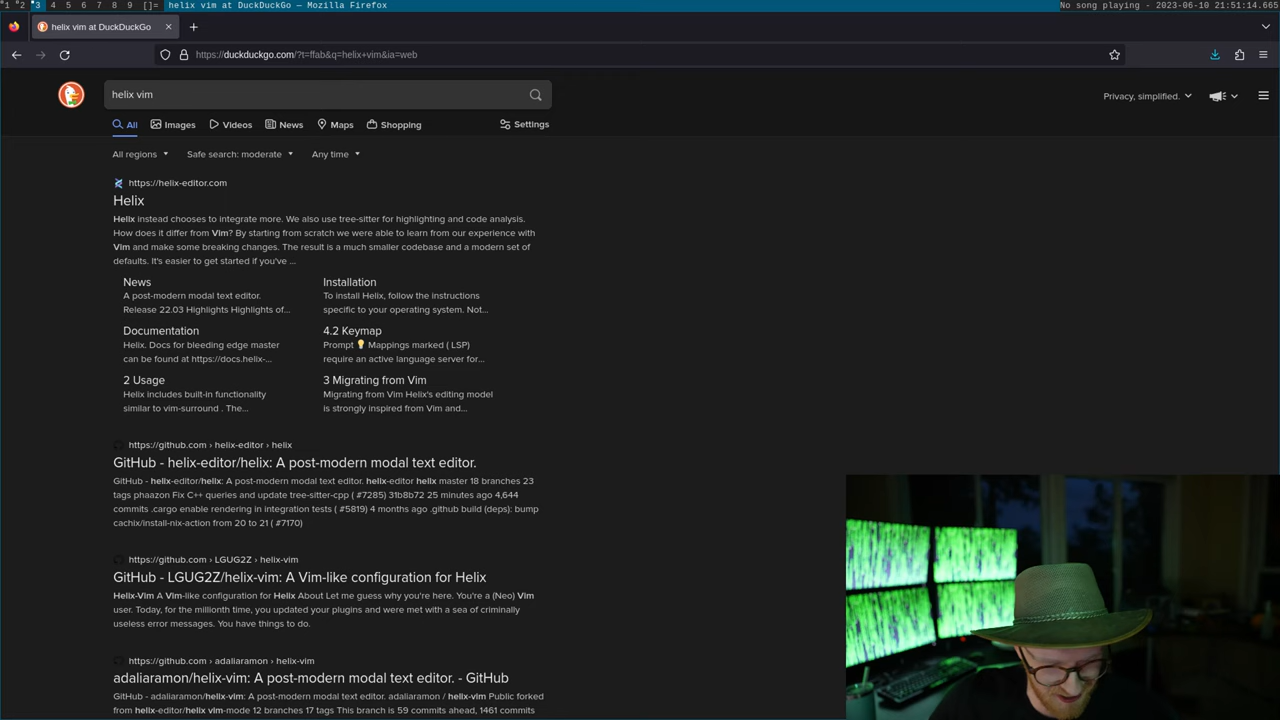 1 2 3 4 5 6 7 8 9 []= helix vim at DuckDuckGo — Mozilla Firefox No song playing - 2023-06-10 21:51:14.665
helix vim at DuckDuckGo
https://duckduckgo.com/?t=ffab&q=helix+vim&ia=web
helix vim
Privacy, simplified.
All Images Videos News Maps Shopping Settings
All regions Safe search: moderate Any time
https://helix-editor.com
Helix
Helix instead chooses to integrate more. We also use tree-sitter for highlighting and code analysis.
How does it differ from Vim? By starting from scratch we were able to learn from our experience with
Vim and make some breaking changes. The result is a much smaller codebase and a modern set of
defaults. It's easier to get started if you've ...
News
A post-modern modal text editor.
Release 22.03 Highlights Highlights of...
Installation
To install Helix, follow the instructions
specific to your operating system. Not...
Documentation
Helix. Docs for bleeding edge master
can be found at https://docs.helix-...
4.2 Keymap
Prompt 💡 Mappings marked ( LSP)
require an active language server for...
2 Usage
Helix includes built-in functionality
similar to vim-surround . The...
3 Migrating from Vim
Migrating from Vim Helix's editing model
is strongly inspired from Vim and...
https://github.com › helix-editor › helix
GitHub - helix-editor/helix: A post-modern modal text editor.
GitHub - helix-editor/helix: A post-modern modal text editor. helix-editor helix master 18 branches 23
tags phaazon Fix C++ queries and update tree-sitter-cpp ( #7285) 31b8b72 25 minutes ago 4,644
commits .cargo enable rendering in integration tests ( #5819) 4 months ago .github build (deps): bump
cachix/install-nix-action from 20 to 21 ( #7170)
https://github.com › LGUG2Z › helix-vim
GitHub - LGUG2Z/helix-vim: A Vim-like configuration for Helix
Helix-Vim A Vim-like configuration for Helix About Let me guess why you're here. You're a (Neo) Vim
user. Today, for the millionth time, you updated your plugins and were met with a sea of criminally
useless error messages. You have things to do.
https://github.com › adaliaramon › helix-vim
adaliaramon/helix-vim: A post-modern modal text editor. - GitHub
GitHub - adaliaramon/helix-vim: A post-modern modal text editor. adaliaramon / helix-vim Public forked
from helix-editor/helix vim-mode 12 branches 17 tags This branch is 59 commits ahead, 1461 commits